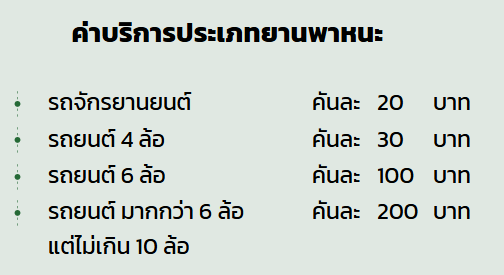 ค่าบริการประเภทยานพาหนะ
รถจักรยานยนต์ คันละ 20 บาท
รถยนต์ 4 ล้อ คันละ 30 บาท
รถยนต์ 6 ล้อ คันละ 100 บาท
รถยนต์ มากกว่า 6 ล้อ คันละ 200 บาท
แต่ไม่เกิน 10 ล้อ